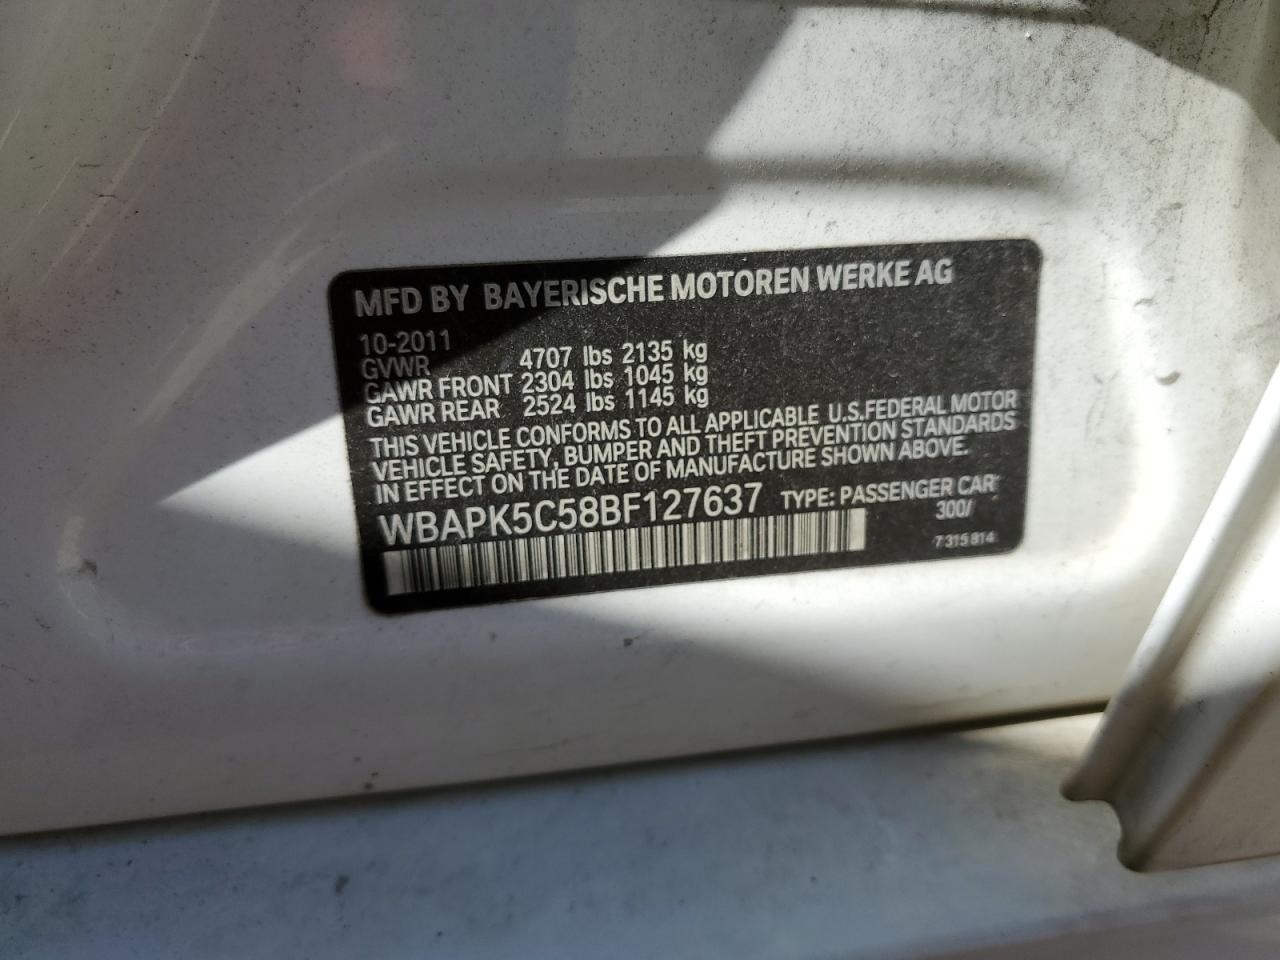 MFD BY BAYERISCHE MOTOREN WERKE AG
10-2011
GVWR 4707 lbs 2135 kg
GAWR FRONT 2304 lbs 1045 kg
GAWR REAR 2524 lbs 1145 kg
THIS VEHICLE CONFORMS TO ALL APPLICABLE U.S.FEDERAL MOTOR
VEHICLE SAFETY, BUMPER AND THEFT PREVENTION STANDARDS
IN EFFECT ON THE DATE OF MANUFACTURE SHOWN ABOVE.
WBAPK5C58BF127637 TYPE: PASSENGER CAR
300/
7 315 814